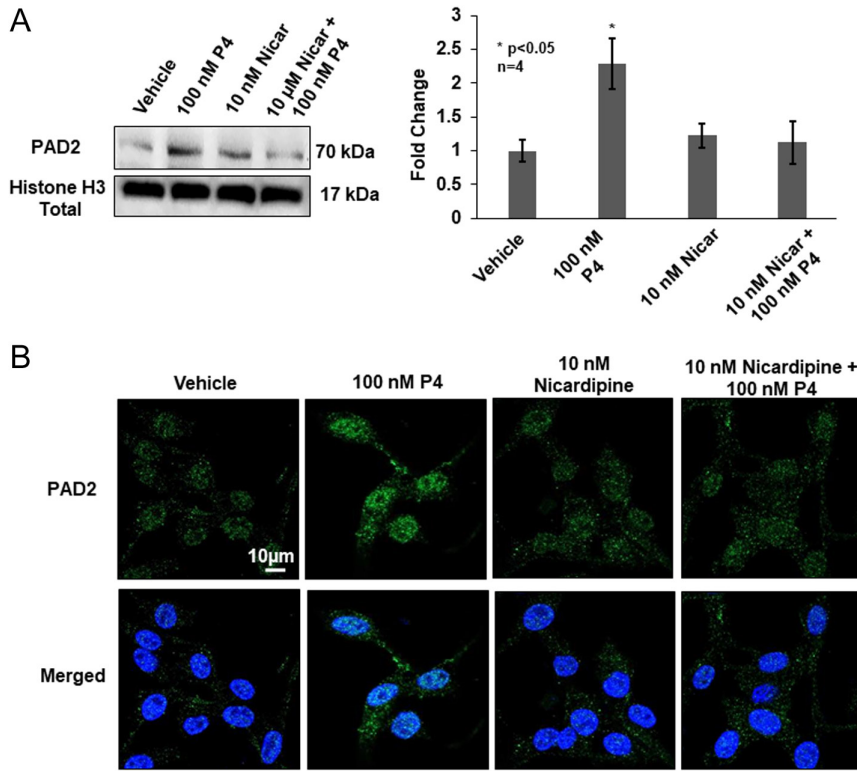 A
Vehicle
100 nM P4
10 nM Nicar
10 µM Nicar +
100 nM P4
PAD2
70 kDa
Histone H3
Total
17 kDa
Fold Change
3
2.5
2
1.5
1
0.5
0
* p<0.05
n=4
*
Vehicle
100 nM
P4
10 nM Nicar
10 nM Nicar +
100 nM P4
B
Vehicle
100 nM P4
10 nM
Nicardipine
10 nM Nicardipine +
100 nM P4
PAD2
10µm
Merged